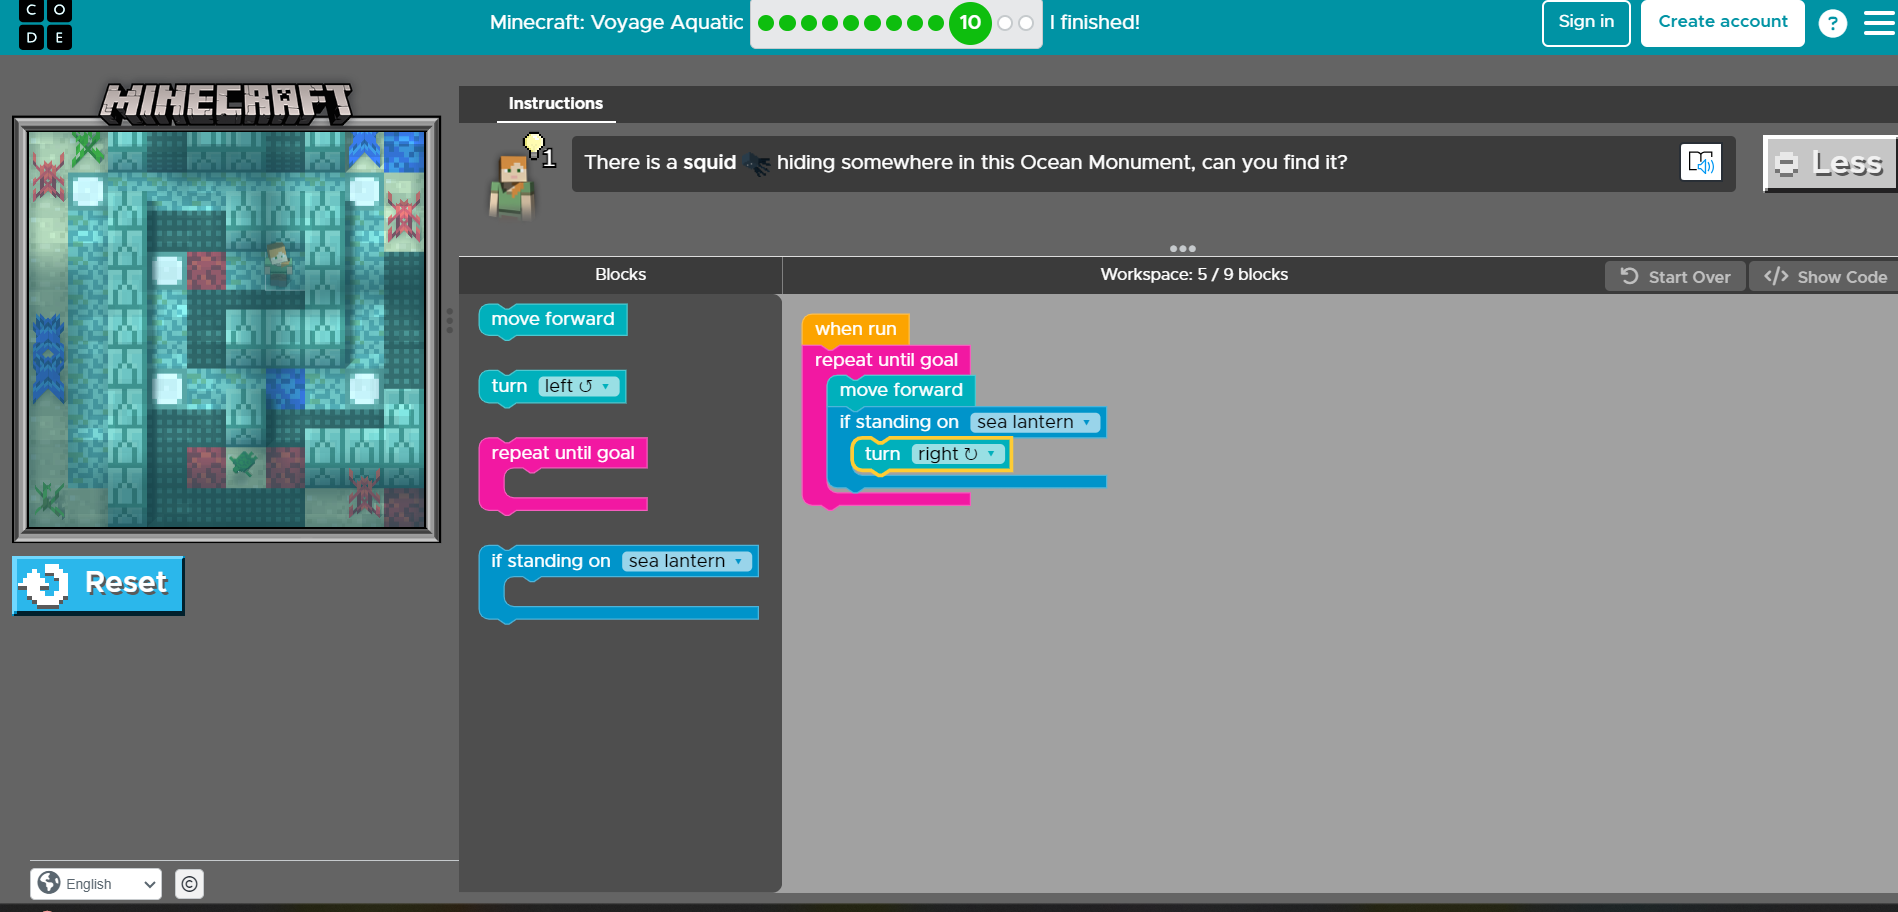 C O
D E
Minecraft: Voyage Aquatic
10
I finished!
Sign in
Create account
?
MINECRAFT
Instructions
1
There is a squid hiding somewhere in this Ocean Monument, can you find it?
Less
Blocks
Workspace: 5 / 9 blocks
Start Over
</> Show Code
move forward
turn left ↺
repeat until goal
if standing on sea lantern
when run
repeat until goal
move forward
if standing on sea lantern
turn right ↻
Reset
English
©